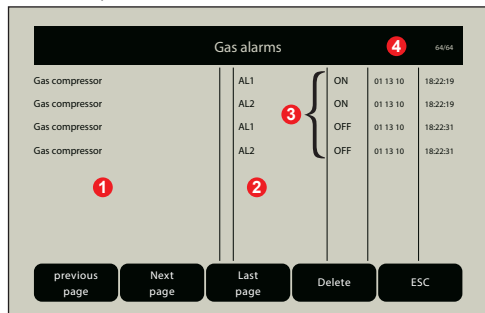 Gas alarms 4 64/64
Gas compressor AL1 ON 01 13 10 18:22:19
Gas compressor AL2 ON 01 13 10 18:22:19
3
Gas compressor AL1 OFF 01 13 10 18:22:31
Gas compressor AL2 OFF 01 13 10 18:22:31
1 2
previous page
Next page
Last page
Delete
ESC